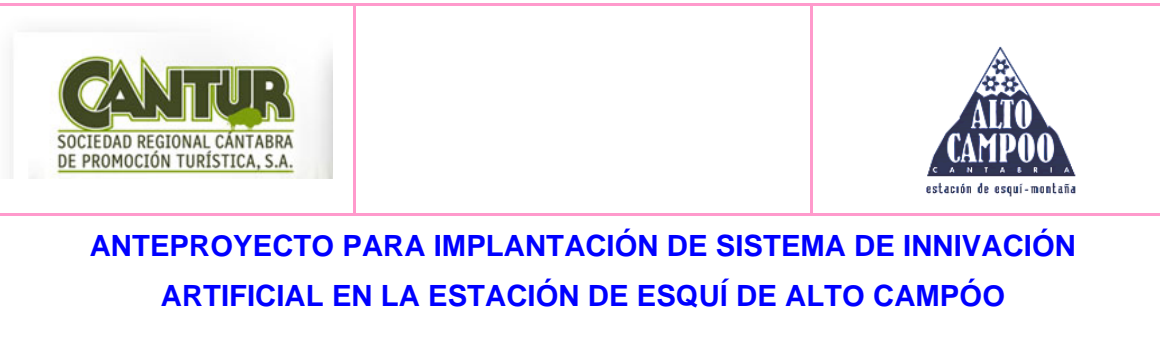 CANTUR
SOCIEDAD REGIONAL CÁNTABRA
DE PROMOCIÓN TURÍSTICA, S.A.
ALTO
CAMPOO
CANTABRIA
estación de esquí-montaña
ANTEPROYECTO PARA IMPLANTACIÓN DE SISTEMA DE INNIVACIÓN
ARTIFICIAL EN LA ESTACIÓN DE ESQUÍ DE ALTO CAMPÓO